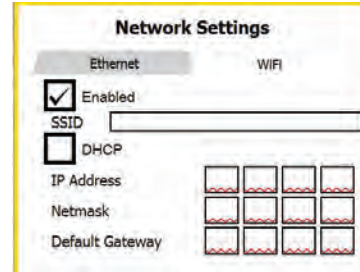 Network Settings
Ethernet WIFI
Enabled
SSID
DHCP
IP Address
Netmask
Default Gateway